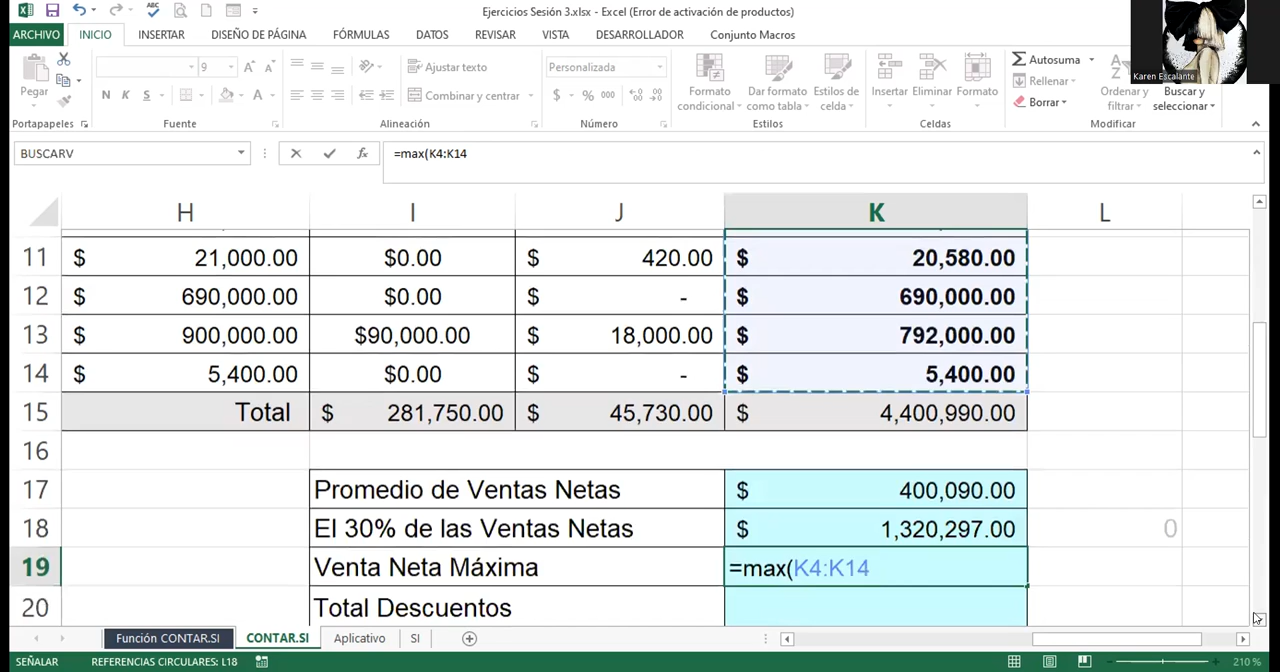 Ejercicios Sesión 3.xlsx - Excel (Error de activación de productos)
ARCHIVO INICIO INSERTAR DISEÑO DE PÁGINA FÓRMULAS DATOS REVISAR VISTA DESARROLLADOR Conjunto Macros
Karen Escalante
Pegar
9
Ajustar texto
Combinar y centrar
N K S
Personalizada
$ % 000
Formato condicional
Dar formato como tabla
Estilos de celda
Insertar Eliminar Formato
Autosuma
Rellenar
Borrar
Ordenar y filtrar
Buscar y seleccionar
Portapapeles Fuente Alineación Número Estilos Celdas Modificar
BUSCARV fx =max(K4:K14
H I J K L
11 $ 21,000.00 $0.00 $ 420.00 $ 20,580.00
12 $ 690,000.00 $0.00 $ - $ 690,000.00
13 $ 900,000.00 $90,000.00 $ 18,000.00 $ 792,000.00
14 $ 5,400.00 $0.00 $ - $ 5,400.00
15 Total $ 281,750.00 $ 45,730.00 $ 4,400,990.00
16
17 Promedio de Ventas Netas $ 400,090.00
18 El 30% de las Ventas Netas $ 1,320,297.00 0
19 Venta Neta Máxima =max(K4:K14
20 Total Descuentos
Función CONTAR.SI CONTAR.SI Aplicativo SI
SEÑALAR REFERENCIAS CIRCULARES: L18 210 %